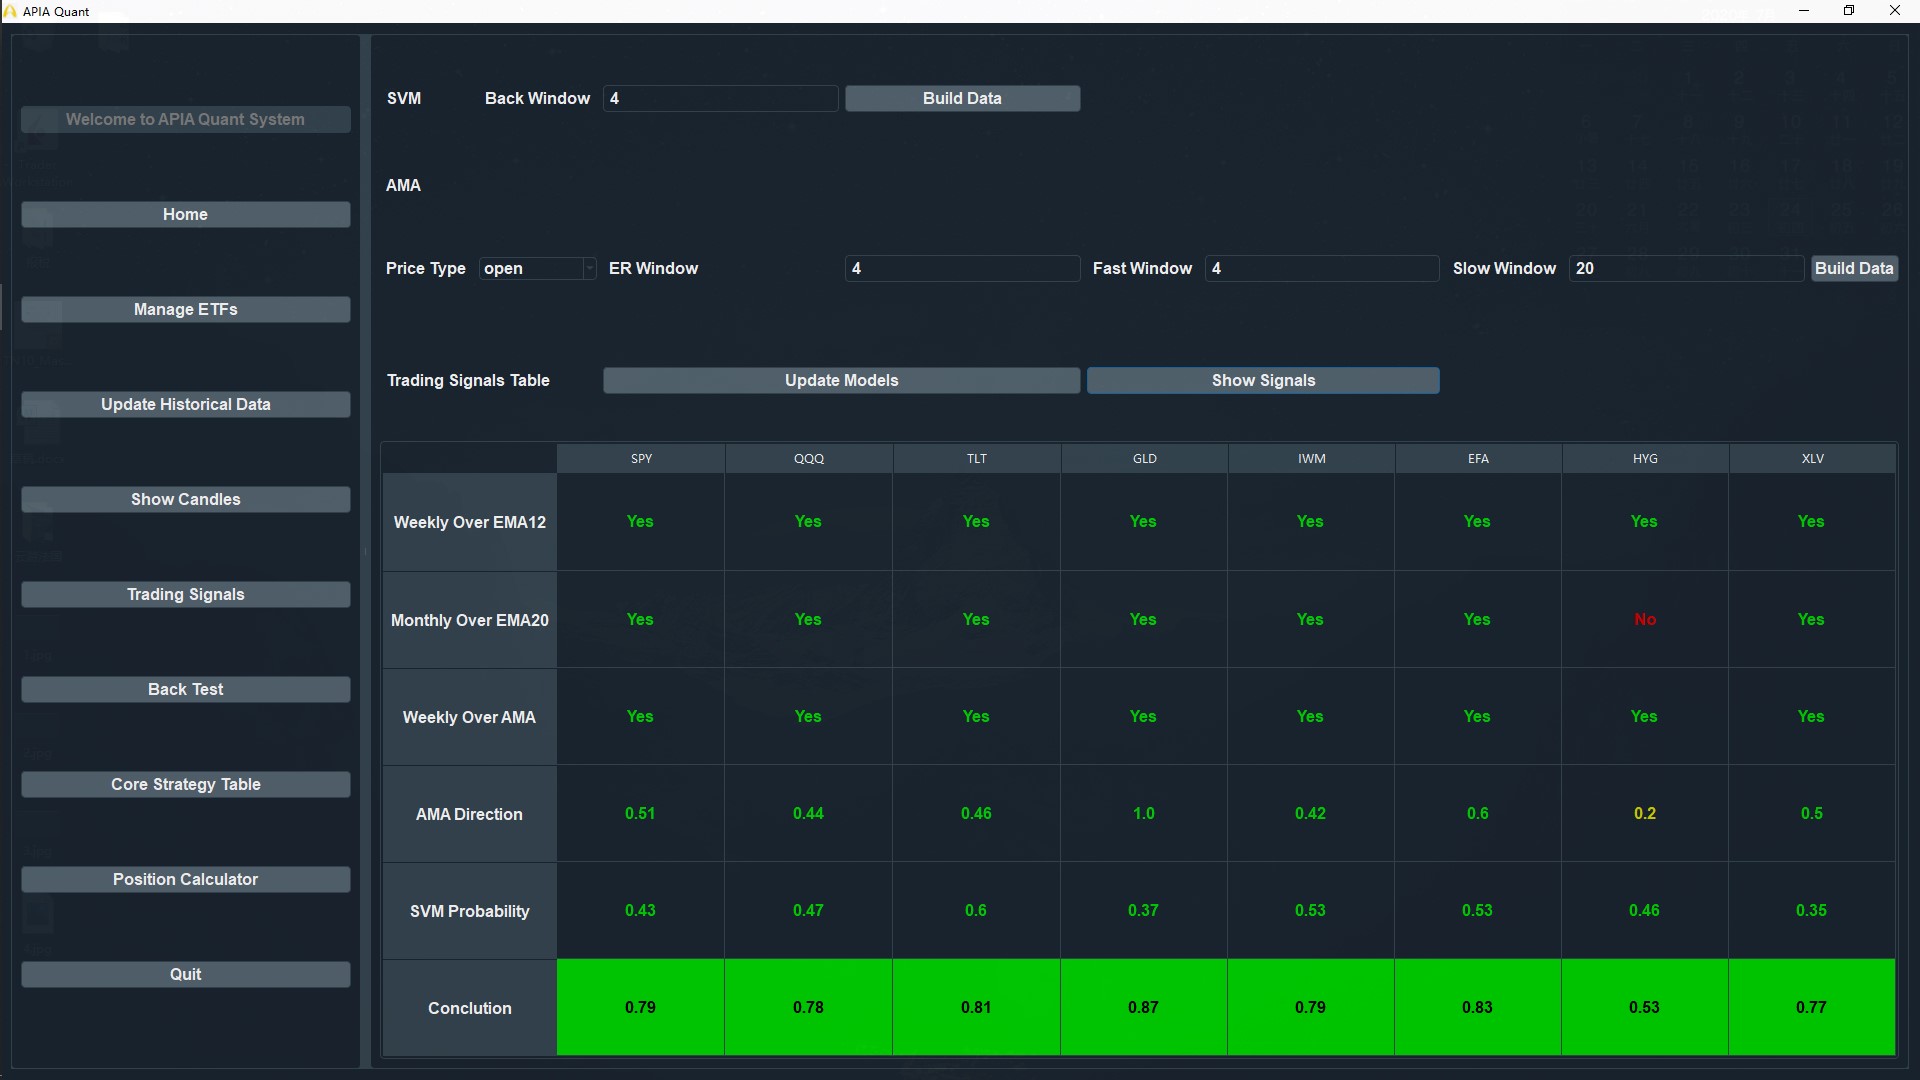 APIA Quant
Welcome to APIA Quant System
Home
Manage ETFs
Update Historical Data
Show Candles
Trading Signals
Back Test
Core Strategy Table
Position Calculator
Quit
SVM Back Window 4 Build Data
AMA
Price Type open ER Window 4 Fast Window 4 Slow Window 20 Build Data
Trading Signals Table Update Models Show Signals
SPY QQQ TLT GLD IWM EFA HYG XLV
Weekly Over EMA12 Yes Yes Yes Yes Yes Yes Yes Yes
Monthly Over EMA20 Yes Yes Yes Yes Yes Yes No Yes
Weekly Over AMA Yes Yes Yes Yes Yes Yes Yes Yes
AMA Direction 0.51 0.44 0.46 1.0 0.42 0.6 0.2 0.5
SVM Probability 0.43 0.47 0.6 0.37 0.53 0.53 0.46 0.35
Conclution 0.79 0.78 0.81 0.87 0.79 0.83 0.53 0.77